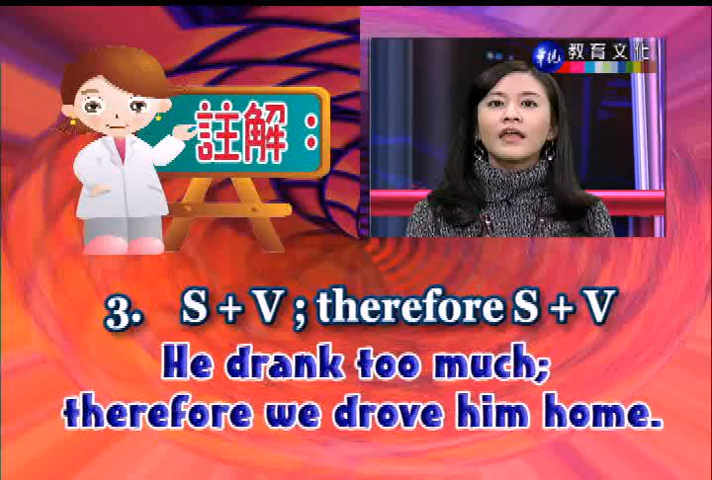 華視 教育文化
註解：
3. S + V ; therefore S + V
He drank too much;
therefore we drove him home.